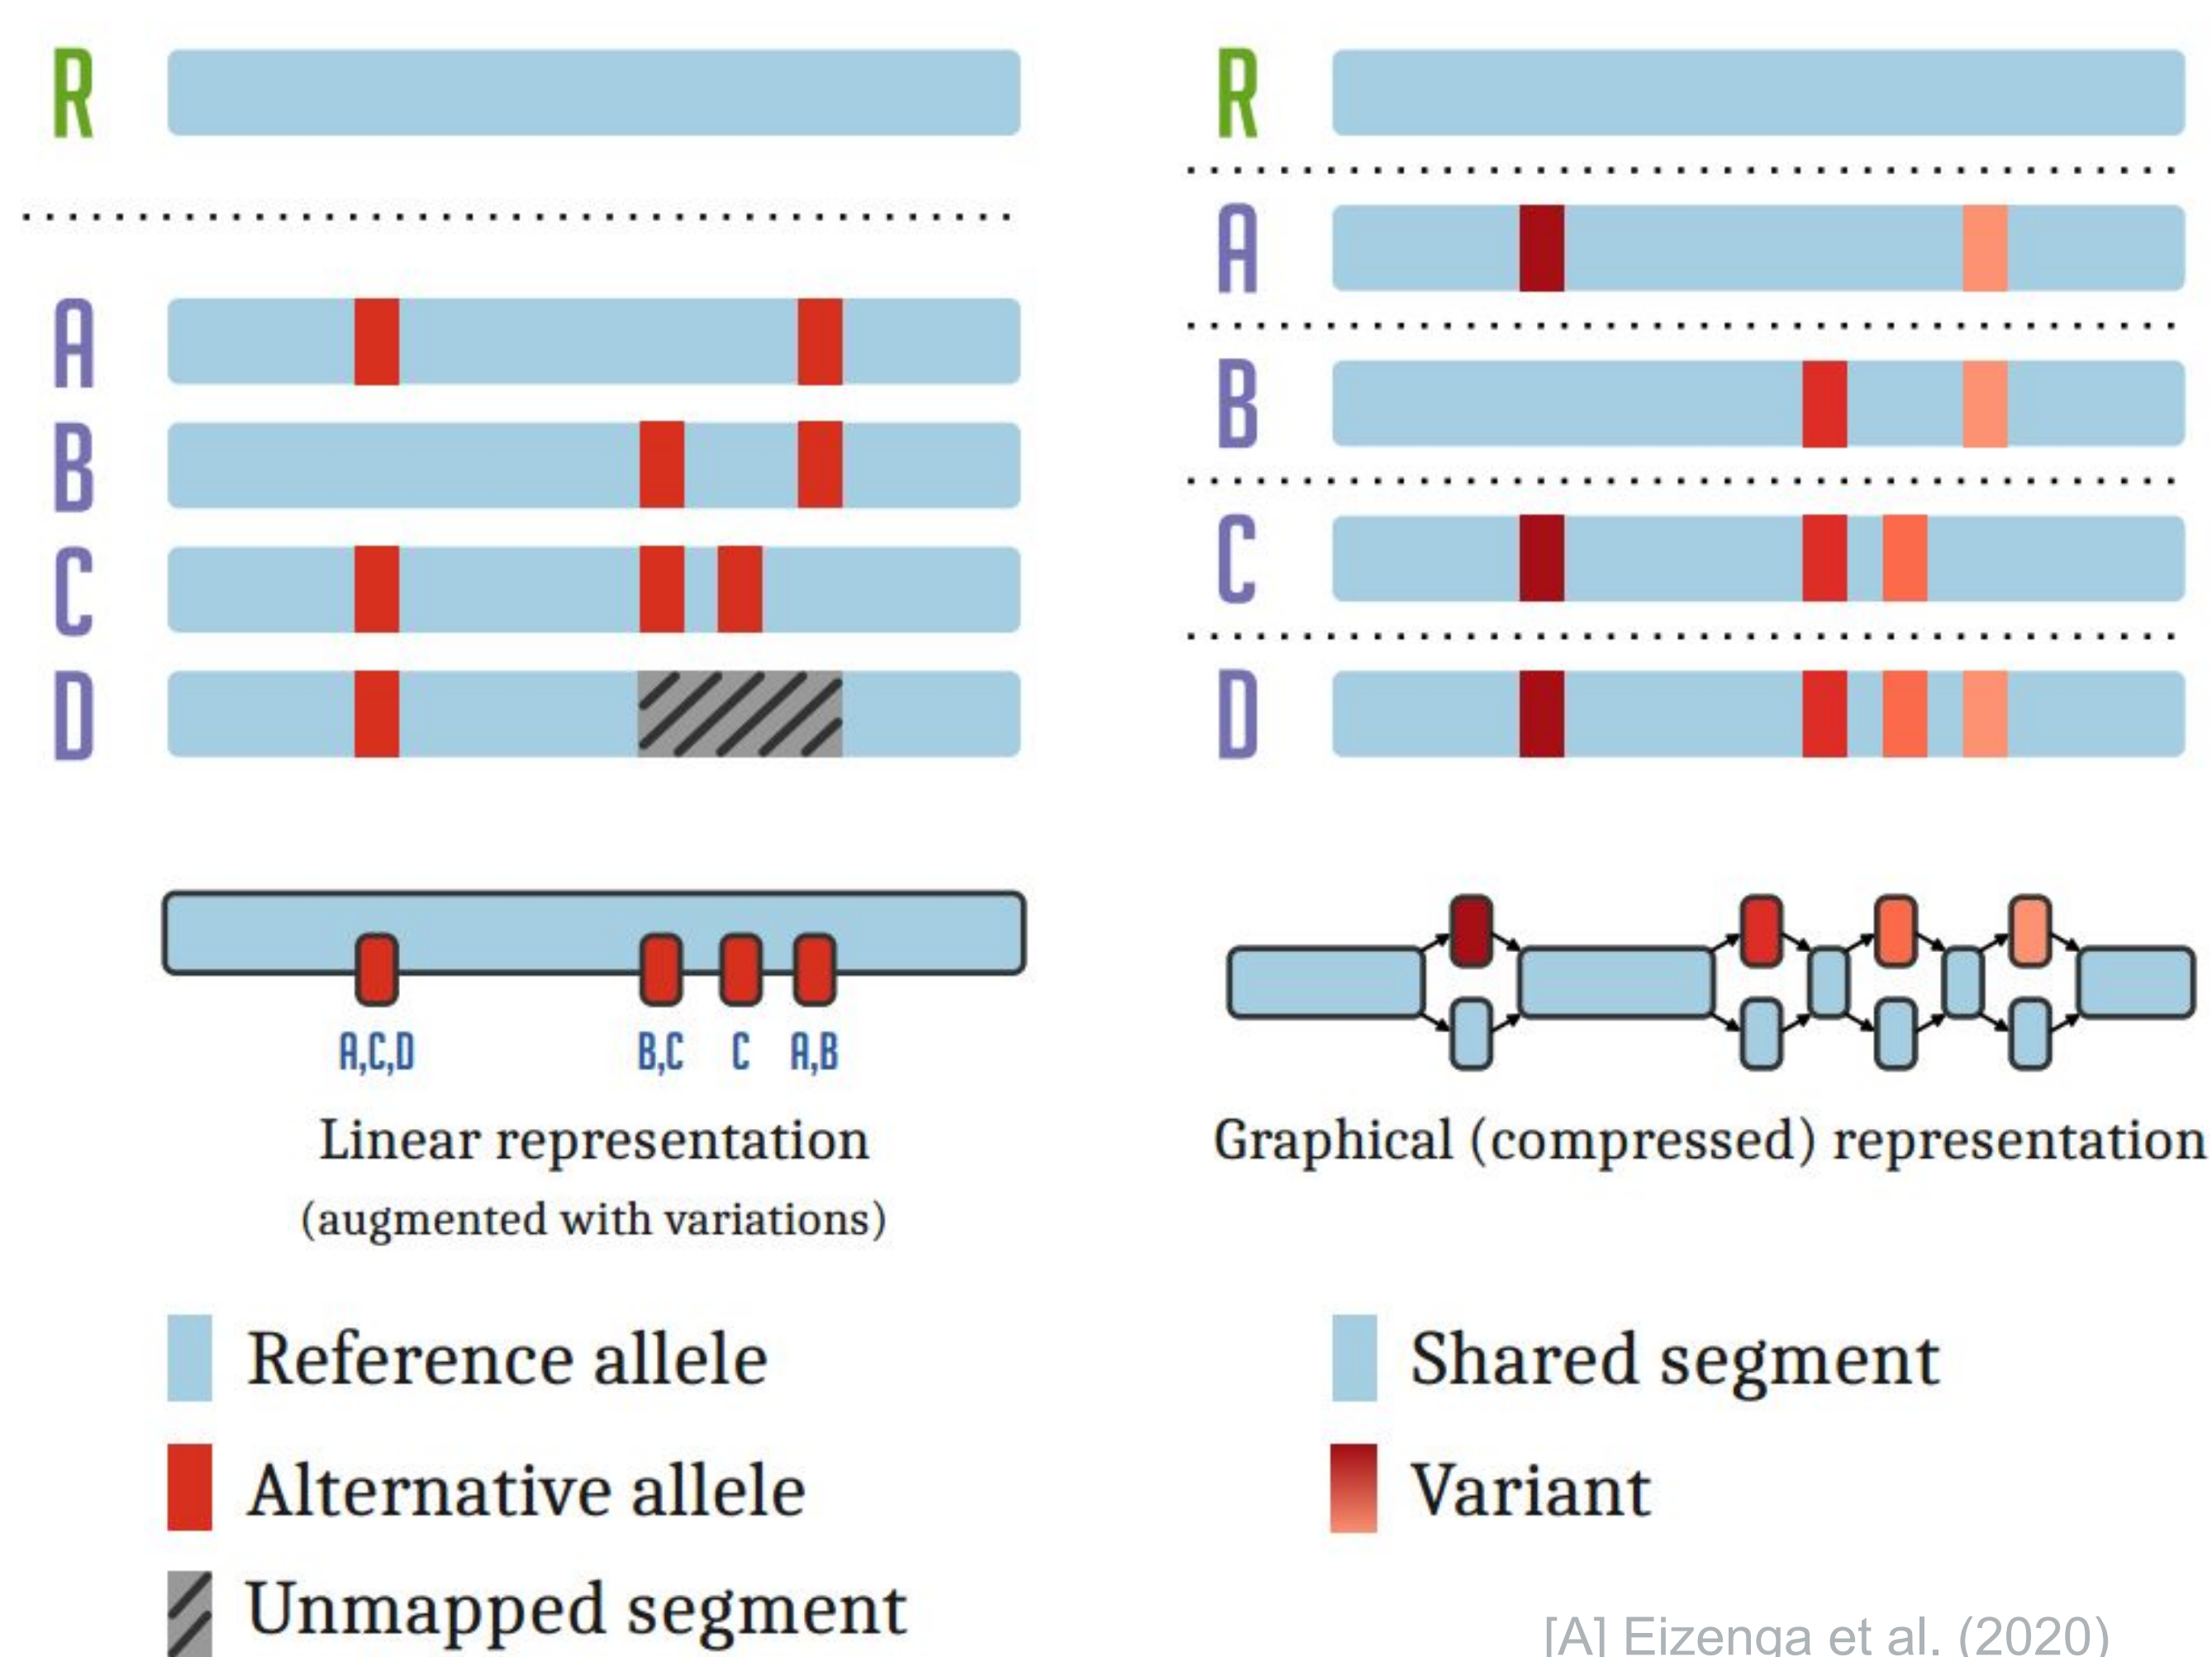 R
A
B
C
D
A,C,D
B,C
C
A,B
Linear representation
(augmented with variations)
Reference allele
Alternative allele
Unmapped segment
R
A
B
C
D
Graphical (compressed) representation
Shared segment
Variant
[A] Eizenga et al. (2020)